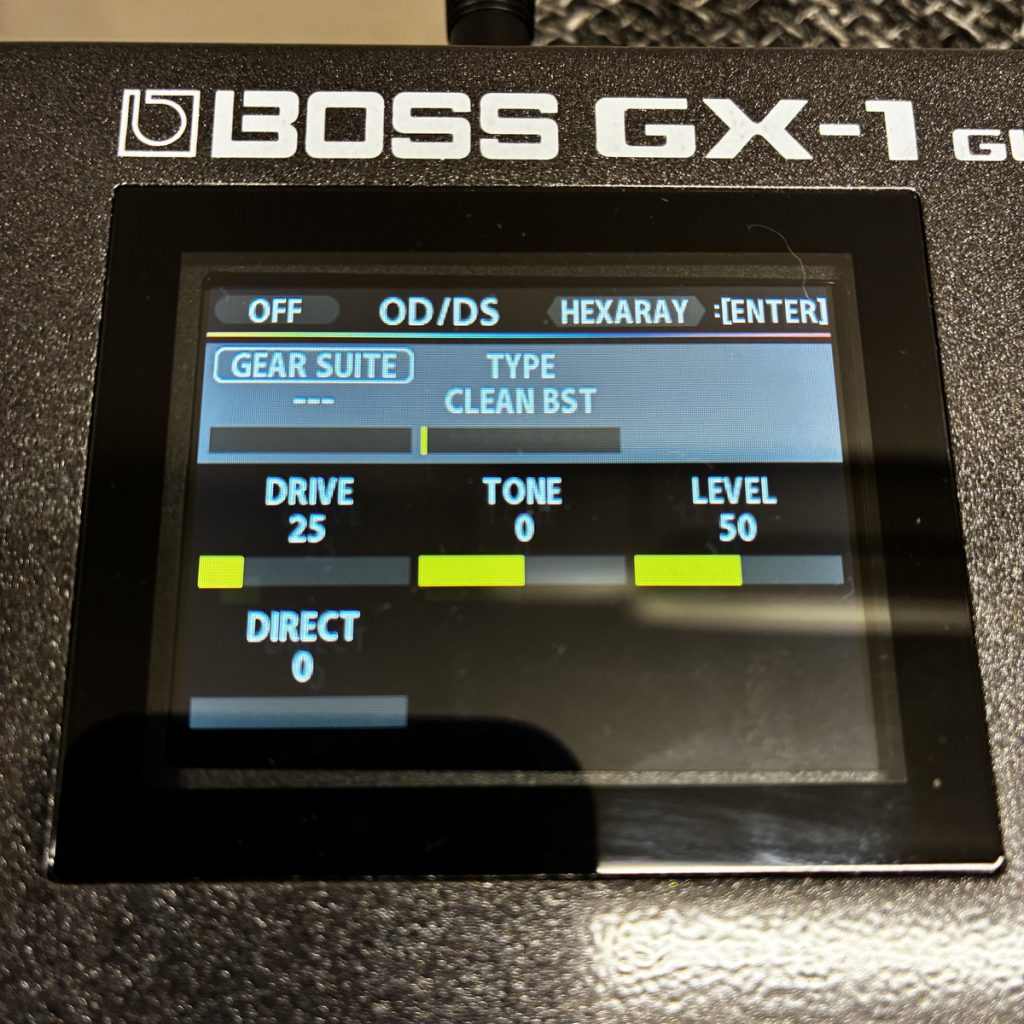 BOSS GX-1
OFF OD/DS HEXARAY :[ENTER]
GEAR SUITE TYPE
--- CLEAN BST
DRIVE TONE LEVEL
25 0 50
DIRECT
0